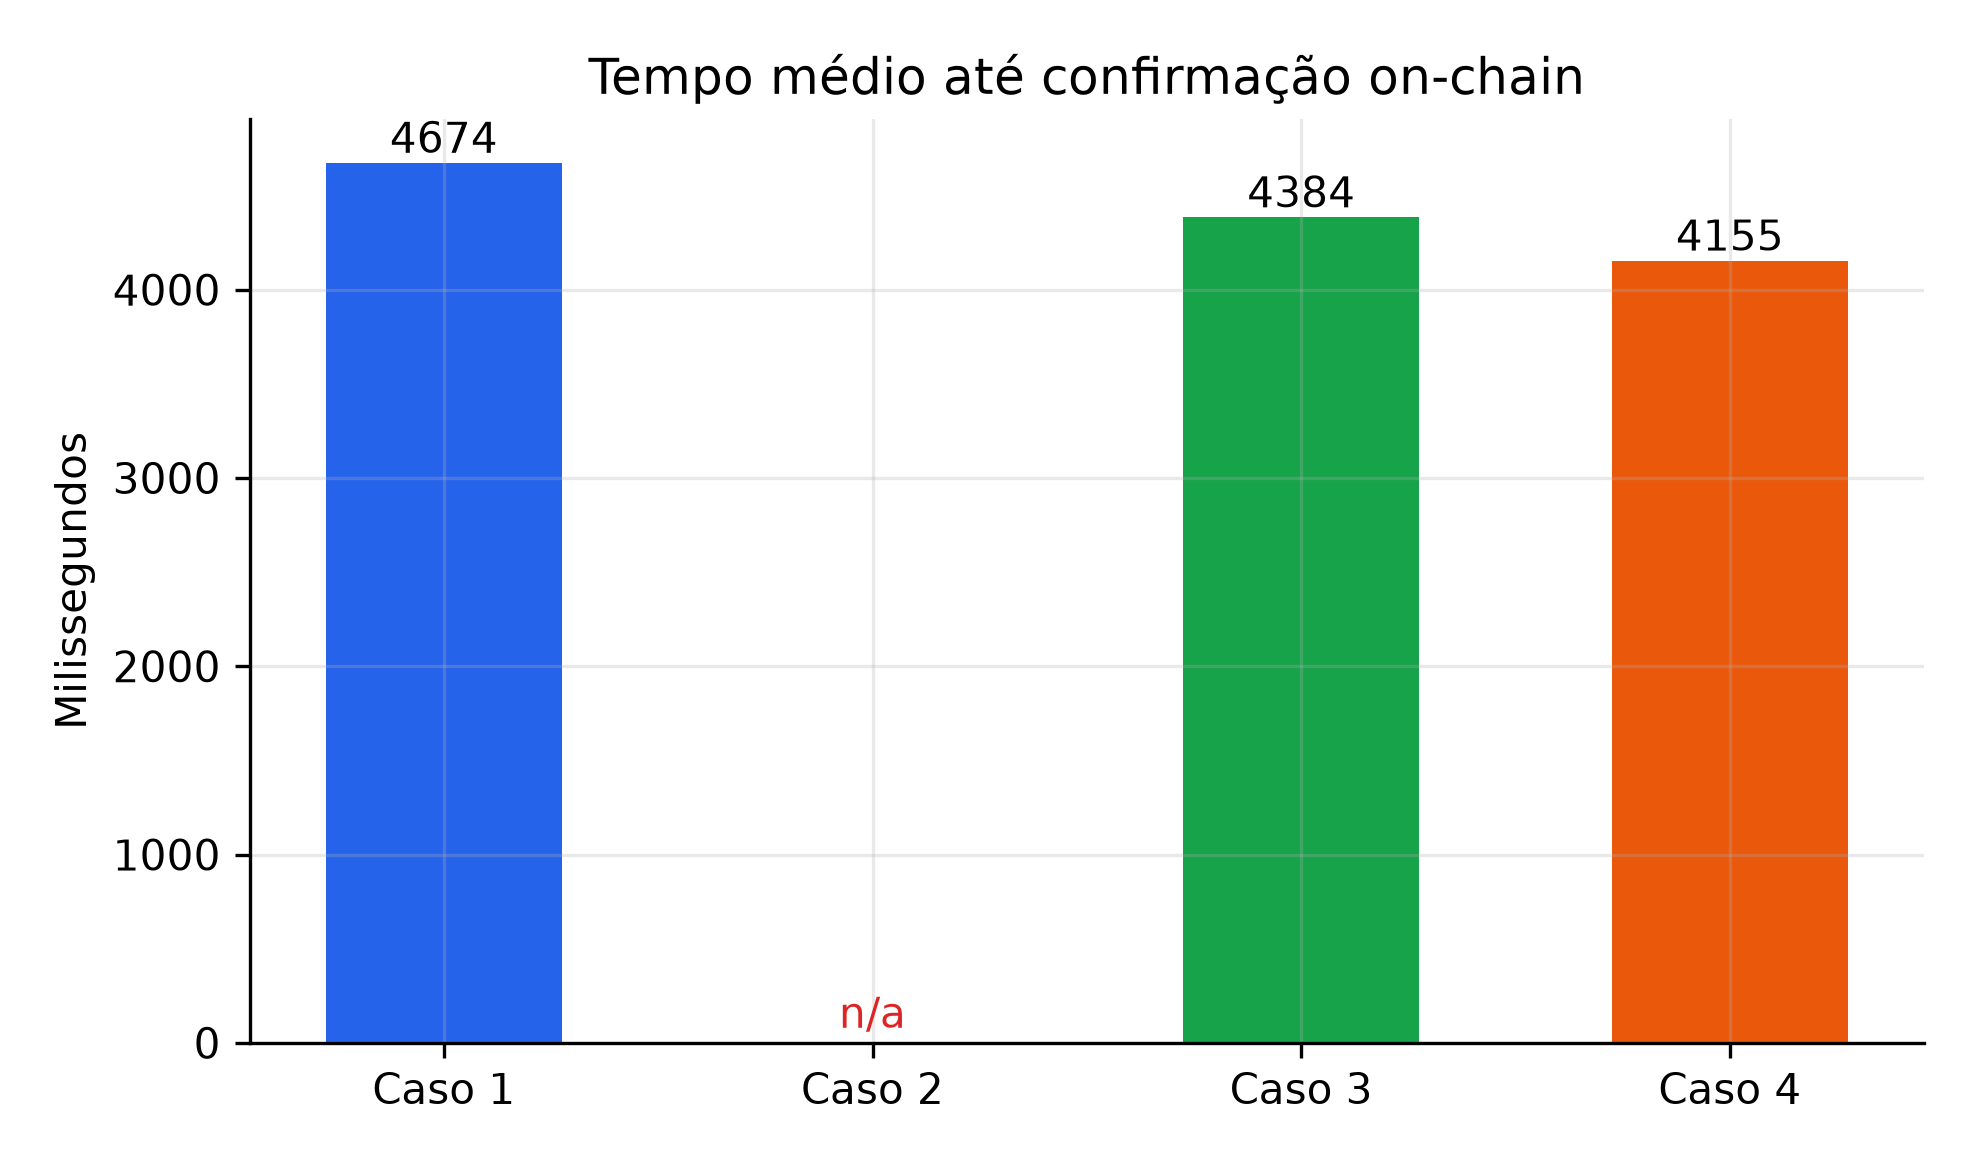 Tempo médio até confirmação on-chain
4674
4384
4155
4000
3000
2000
1000
0
Milissegundos
n/a
Caso 1
Caso 2
Caso 3
Caso 4